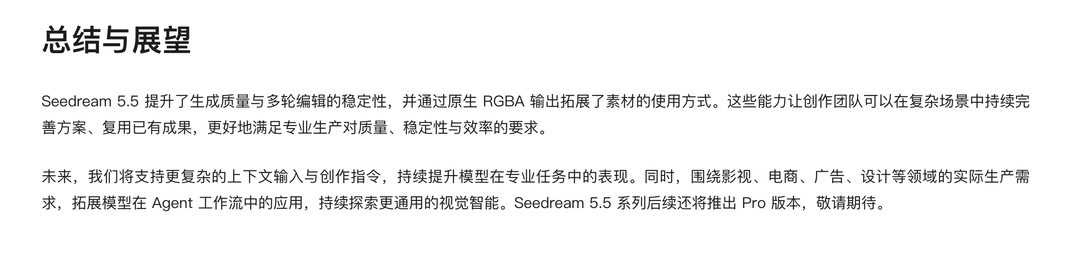 总结与展望
Seedream 5.5 提升了生成质量与多轮编辑的稳定性，并通过原生 RGBA 输出拓展了素材的使用方式。这些能力让创作团队可以在复杂场景中持续完
善方案、复用已有成果，更好地满足专业生产对质量、稳定性与效率的要求。
未来，我们将支持更复杂的上下文输入与创作指令，持续提升模型在专业任务中的表现。同时，围绕影视、电商、广告、设计等领域的实际生产需
求，拓展模型在 Agent 工作流中的应用，持续探索更通用的视觉智能。Seedream 5.5 系列后续还将推出 Pro 版本，敬请期待。